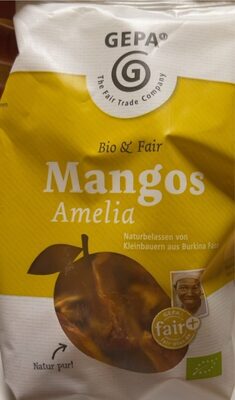 GEPA®
The Fair Trade Company
Bio & Fair
Mangos
Amelia
Naturbelassen von
Kleinbauern aus Burkina Faso
GEPA
fair+
Natur pur!